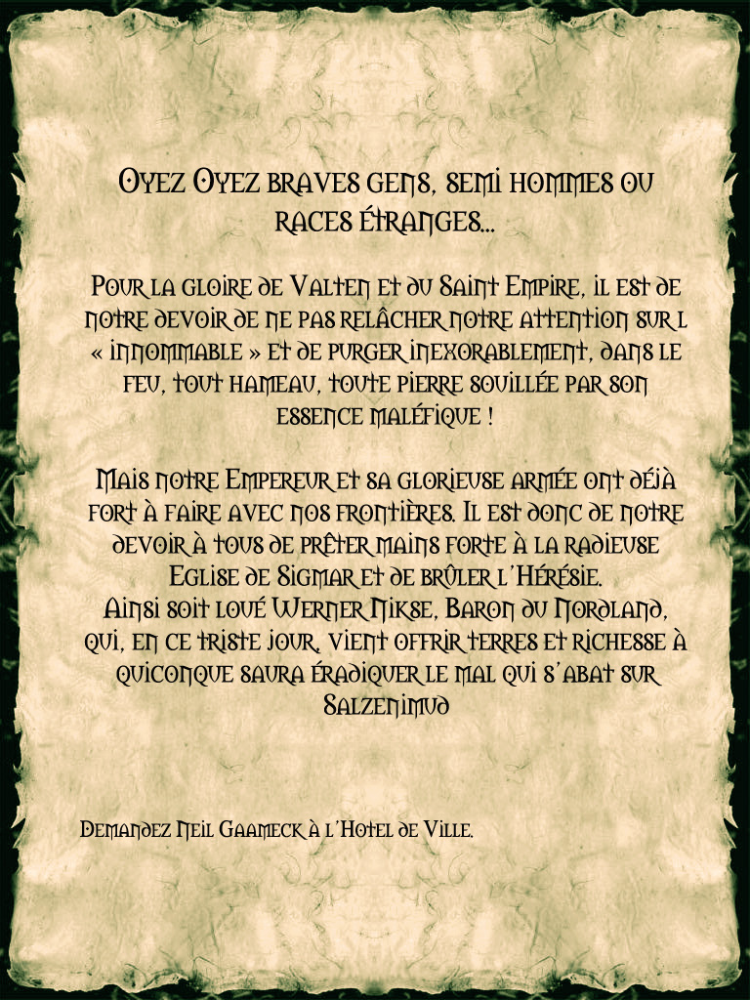 Oyez Oyez braves gens, semi hommes ou
races étranges...
Pour la gloire de Valten et du Saint Empire, il est de
notre devoir de ne pas relâcher notre attention sur l
« innommable » et de purger inexorablement, dans le
feu, tout hameau, toute pierre souillée par son
essence maléfique !
Mais notre Empereur et sa glorieuse armée ont déjà
fort à faire avec nos frontières. Il est donc de notre
devoir à tous de prêter mains forte à la radieuse
Eglise de Sigmar et de brûler l'Hérésie.
Ainsi soit loué Werner Nikse, Baron du Nordland,
qui, en ce triste jour, vient offrir terres et richesse à
quiconque saura éradiquer le mal qui s'abat sur
Salzenmud
Demandez Neil Gaameck à l'Hotel de Ville.